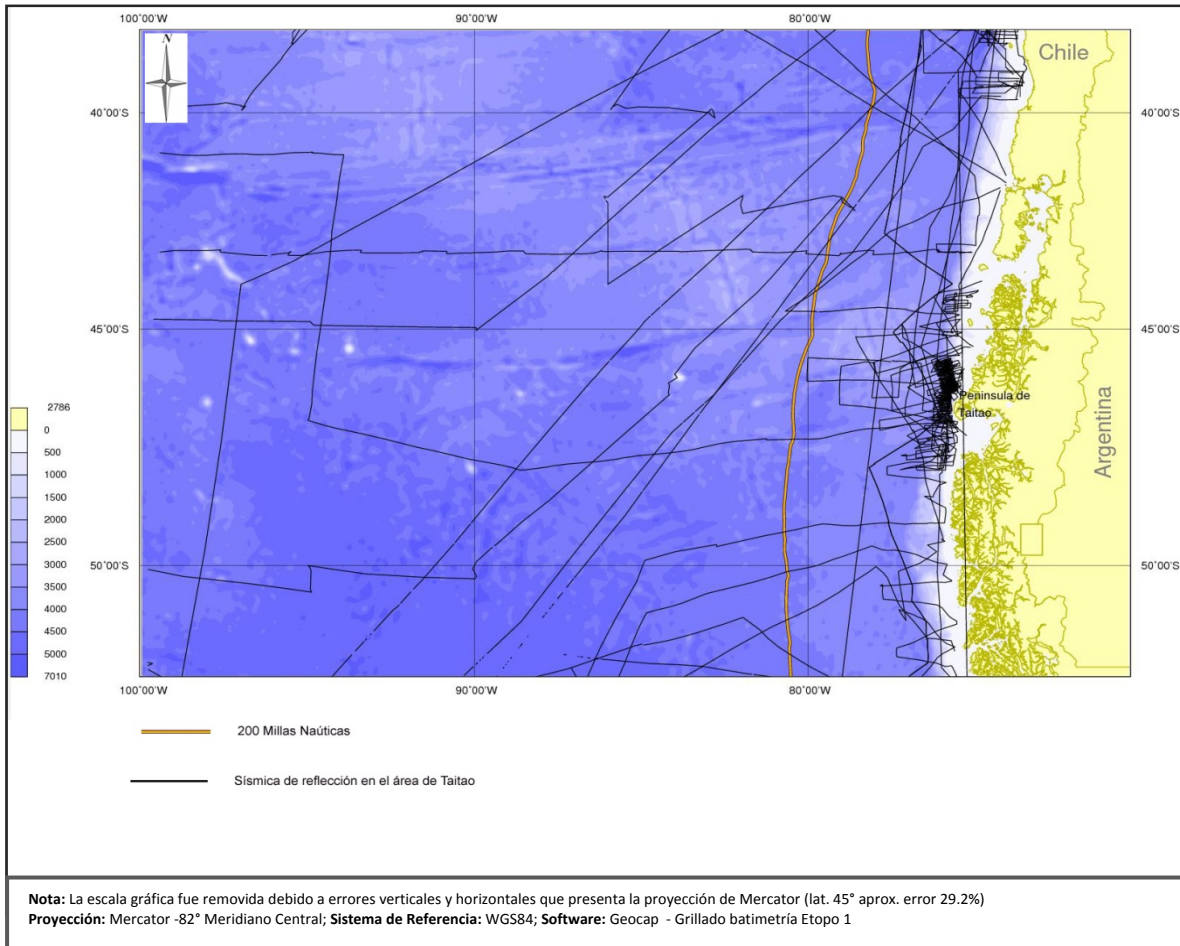 100°00'W 90°00'W 80°00'W
N
Chile
40°00'S 40°00'S
45°00'S 45°00'S
Peninsula de
Taitao
Argentina
2786
0
500
1000
1500
2000
2500
3000
3500
4000
4500
5000
7010
50°00'S 50°00'S
100°00'W 90°00'W 80°00'W
200 Millas Naúticas
Sísmica de reflección en el área de Taitao
Nota: La escala gráfica fue removida debido a errores verticales y horizontales que presenta la proyección de Mercator (lat. 45° aprox. error 29.2%)
Proyección: Mercator -82° Meridiano Central; Sistema de Referencia: WGS84; Software: Geocap - Grillado batimetría Etopo 1